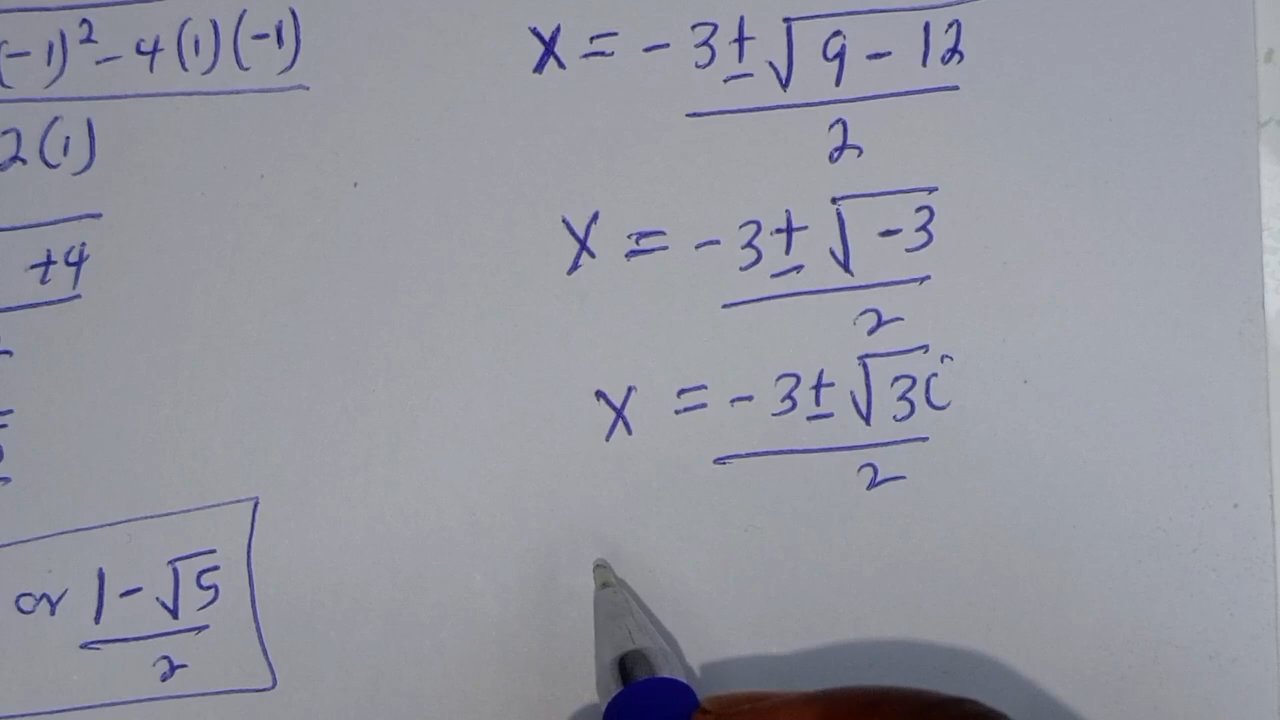 (-1)² - 4(1)(-1)
2(1)
+4
or 1-√5
2
x = -3±√9-12
2
x = -3±√-3
2
x = -3±√3i
2